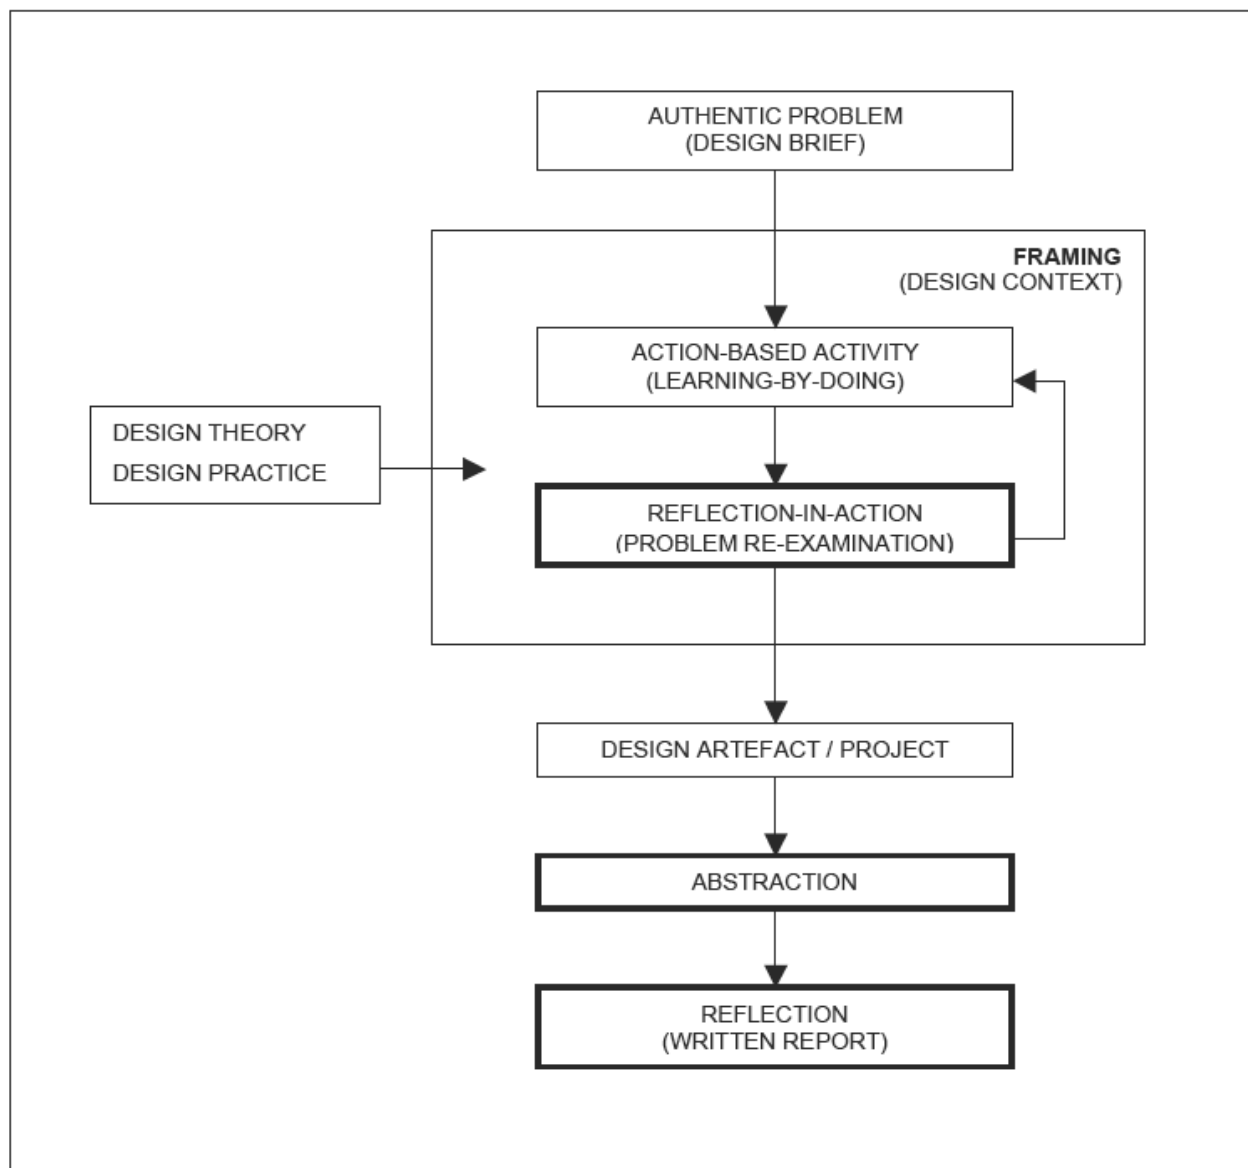 AUTHENTIC PROBLEM
(DESIGN BRIEF)
FRAMING
(DESIGN CONTEXT)
ACTION-BASED ACTIVITY
(LEARNING-BY-DOING)
DESIGN THEORY
DESIGN PRACTICE
REFLECTION-IN-ACTION
(PROBLEM RE-EXAMINATION)
DESIGN ARTEFACT / PROJECT
ABSTRACTION
REFLECTION
(WRITTEN REPORT)